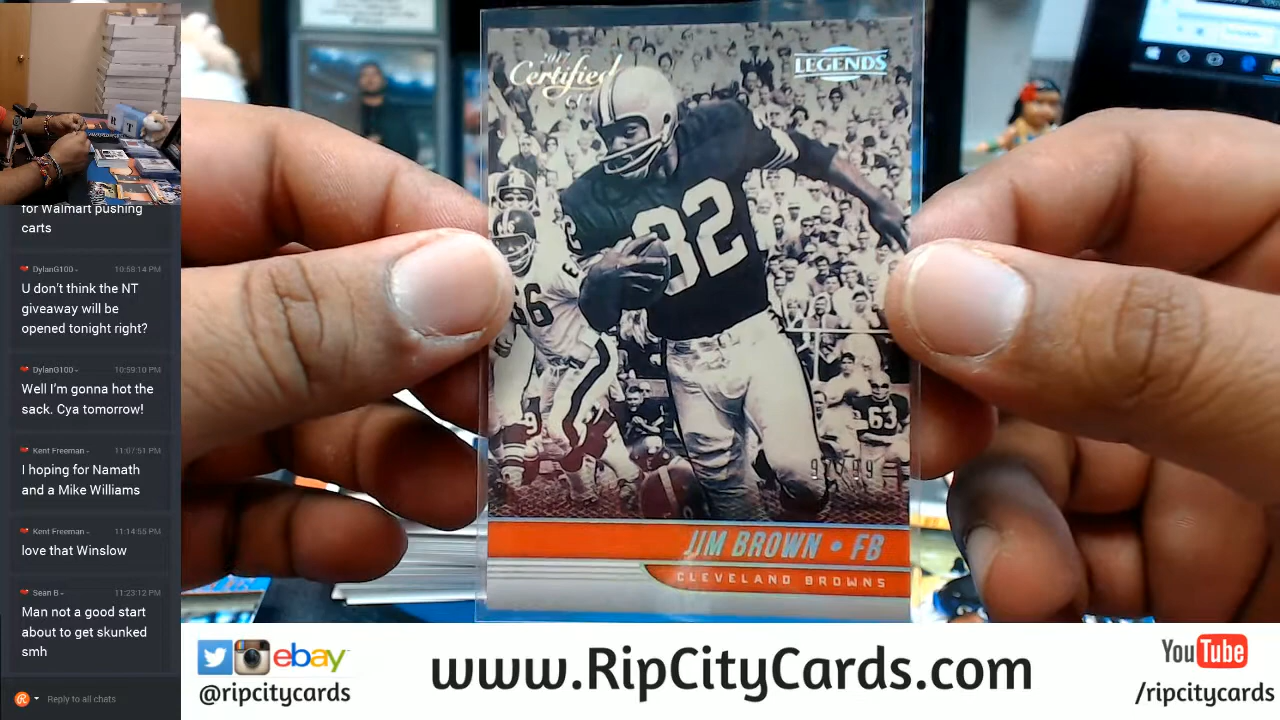 for Walmart pushing
carts
DylanG100 -
10:58:14 PM
U don't think the NT
giveaway will be
opened tonight right?
DylanG100 -
10:59:10 PM
Well I'm gonna hot the
sack. Cya tomorrow!
Kent Freeman -
11:07:51 PM
I hoping for Namath
and a Mike Williams
Kent Freeman -
11:14:55 PM
love that Winslow
Sean B -
11:23:12 PM
Man not a good start
about to get skunked
smh
Reply to all chats
2017
Certified
LEGENDS
32
66
63
JIM BROWN • FB
CLEVELAND BROWNS
ebay
@ripcitycards
www.RipCityCards.com
YouTube
/ripcitycards